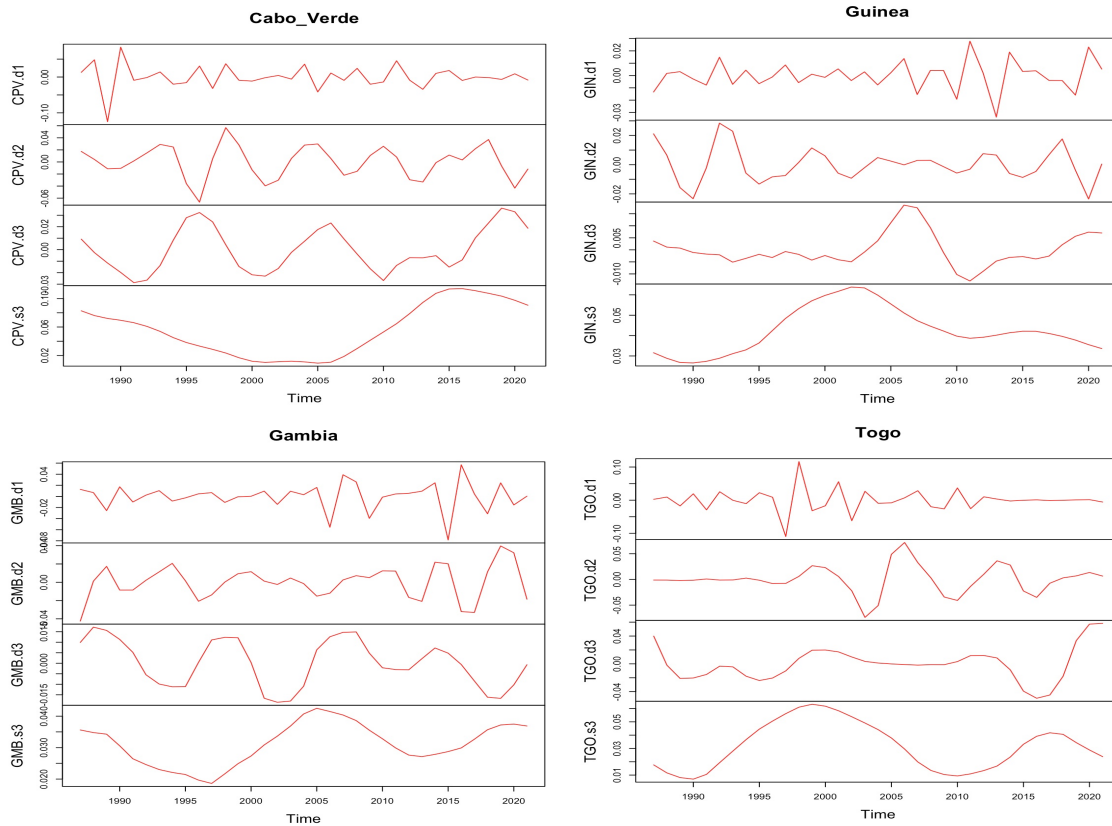 Cabo_Verde
CPV.d1
0.00
-0.10
CPV.d2
0.04
0.00
-0.06
CPV.d3
0.02
0.00
CPV.s3
0.06
0.02
1990 1995 2000 2005 2010 2015 2020
Time
Guinea
GIN.d1
0.02
0.00
-0.03
GIN.d2
0.02
0.00
-0.02
GIN.d3
0.005
-0.010
GIN.s3
0.05
0.03
1990 1995 2000 2005 2010 2015 2020
Time
Gambia
GMB.d1
0.04
-0.02
GMB.d2
0.00
GMB.d3
0.000
GMB.s3
0.030
0.020
1990 1995 2000 2005 2010 2015 2020
Time
Togo
TGO.d1
0.10
0.00
-0.10
TGO.d2
0.05
-0.05
TGO.d3
0.04
0.00
-0.04
TGO.s3
0.05
0.03
0.01
1990 1995 2000 2005 2010 2015 2020
Time